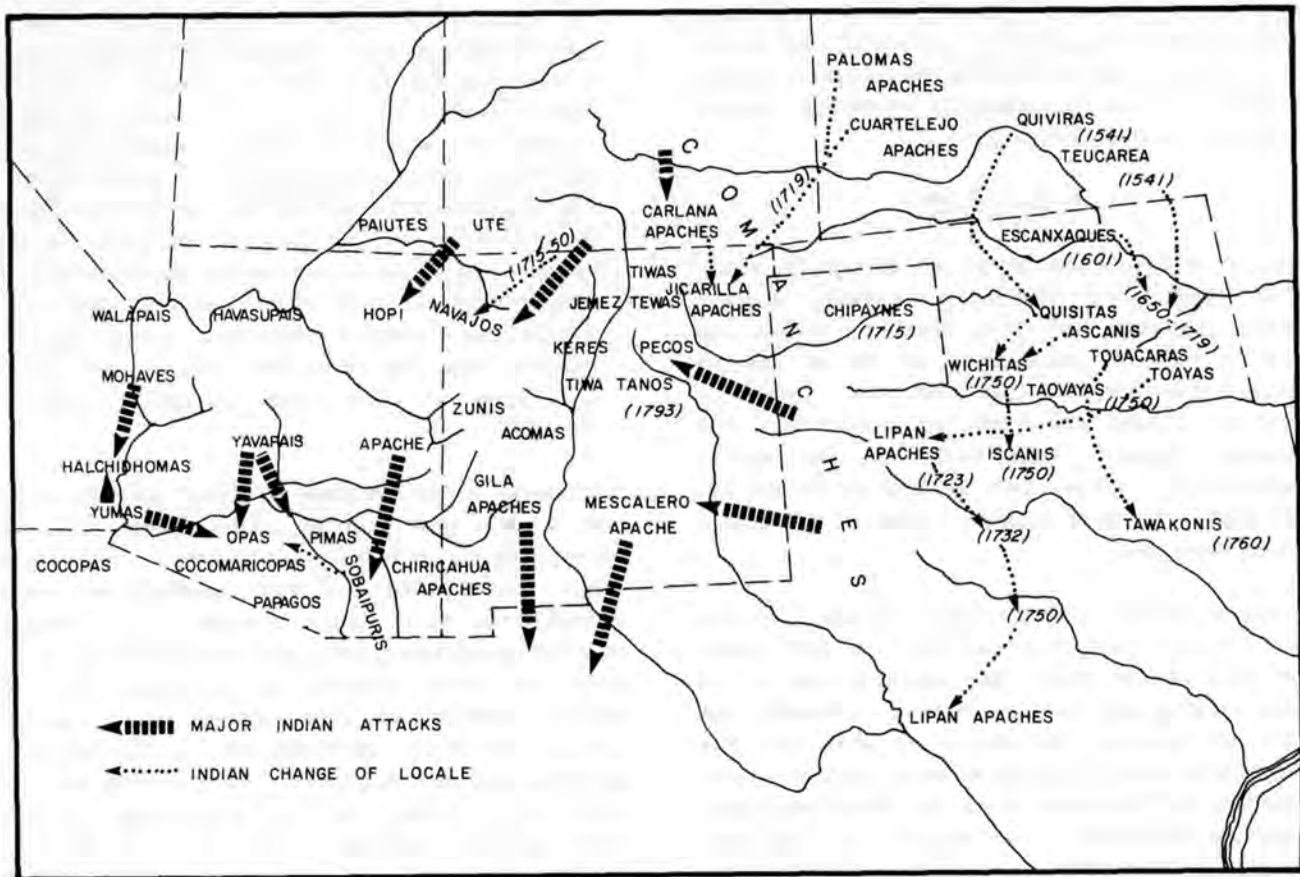 PALOMAS
APACHES
CUARTELEJO
APACHES
QUIVIRAS
(1541)
TEUCAREA
(1541)
COMANCHES
(1719)
CARLANA
APACHES
PAIUTES
UTE
(1715-50)
ESCANXAQUES
(1601)
TIWAS
JICARILLA
APACHES
JEMEZ TEWAS
HOPI
NAVAJOS
WALAPAIS
HAVASUPAIS
CHIPAYNES
(1715)
QUISITAS
ASCANIS
(1650-1719)
KERES
PECOS
WICHITAS
(1750)
TOUACARAS
TOAYAS
TAOVAYAS
(1750)
MOHAVES
TIWA TANOS
(1793)
ZUNIS
ACOMAS
YAVAPAIS
APACHE
LIPAN
APACHES
(1723)
ISCANIS
(1750)
HALCHIDHOMAS
YUMAS
GILA
APACHES
MESCALERO
APACHE
(1732)
TAWAKONIS
(1760)
OPAS
PIMAS
COCOPAS
COCOMARICOPAS
SOBAIPURIS
CHIRICAHUA
APACHES
PAPAGOS
(1750)
LIPAN APACHES
MAJOR INDIAN ATTACKS
INDIAN CHANGE OF LOCALE